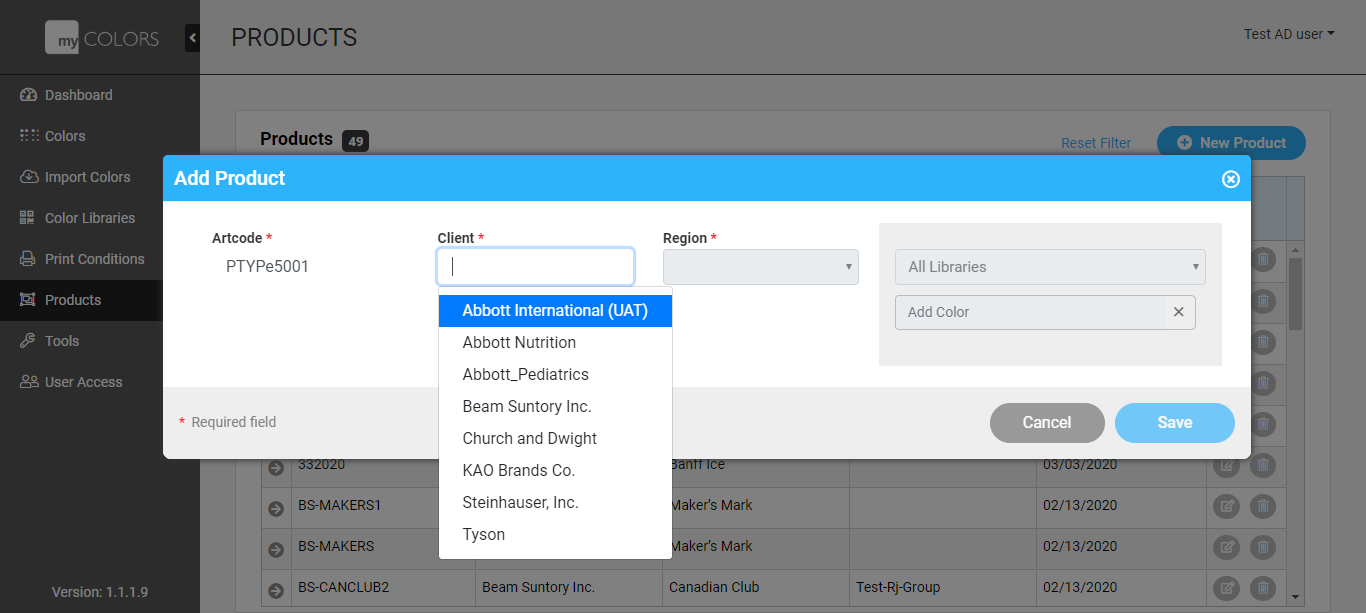 my COLORS
PRODUCTS
Test AD user
Dashboard
Colors
Import Colors
Color Libraries
Print Conditions
Products
Tools
User Access
Version: 1.1.1.9
Products 49
Reset Filter
New Product
Add Product
Artcode *
PTYPe5001
Client *
Region *
All Libraries
Add Color
Abbott International (UAT)
Abbott Nutrition
Abbott_Pediatrics
Beam Suntory Inc.
Church and Dwight
KAO Brands Co.
Steinhauser, Inc.
Tyson
* Required field
Cancel
Save
332020 Banff Ice 03/03/2020
BS-MAKERS1 Maker's Mark 02/13/2020
BS-MAKERS Maker's Mark 02/13/2020
BS-CANCLUB2 Beam Suntory Inc. Canadian Club Test-Rj-Group 02/13/2020